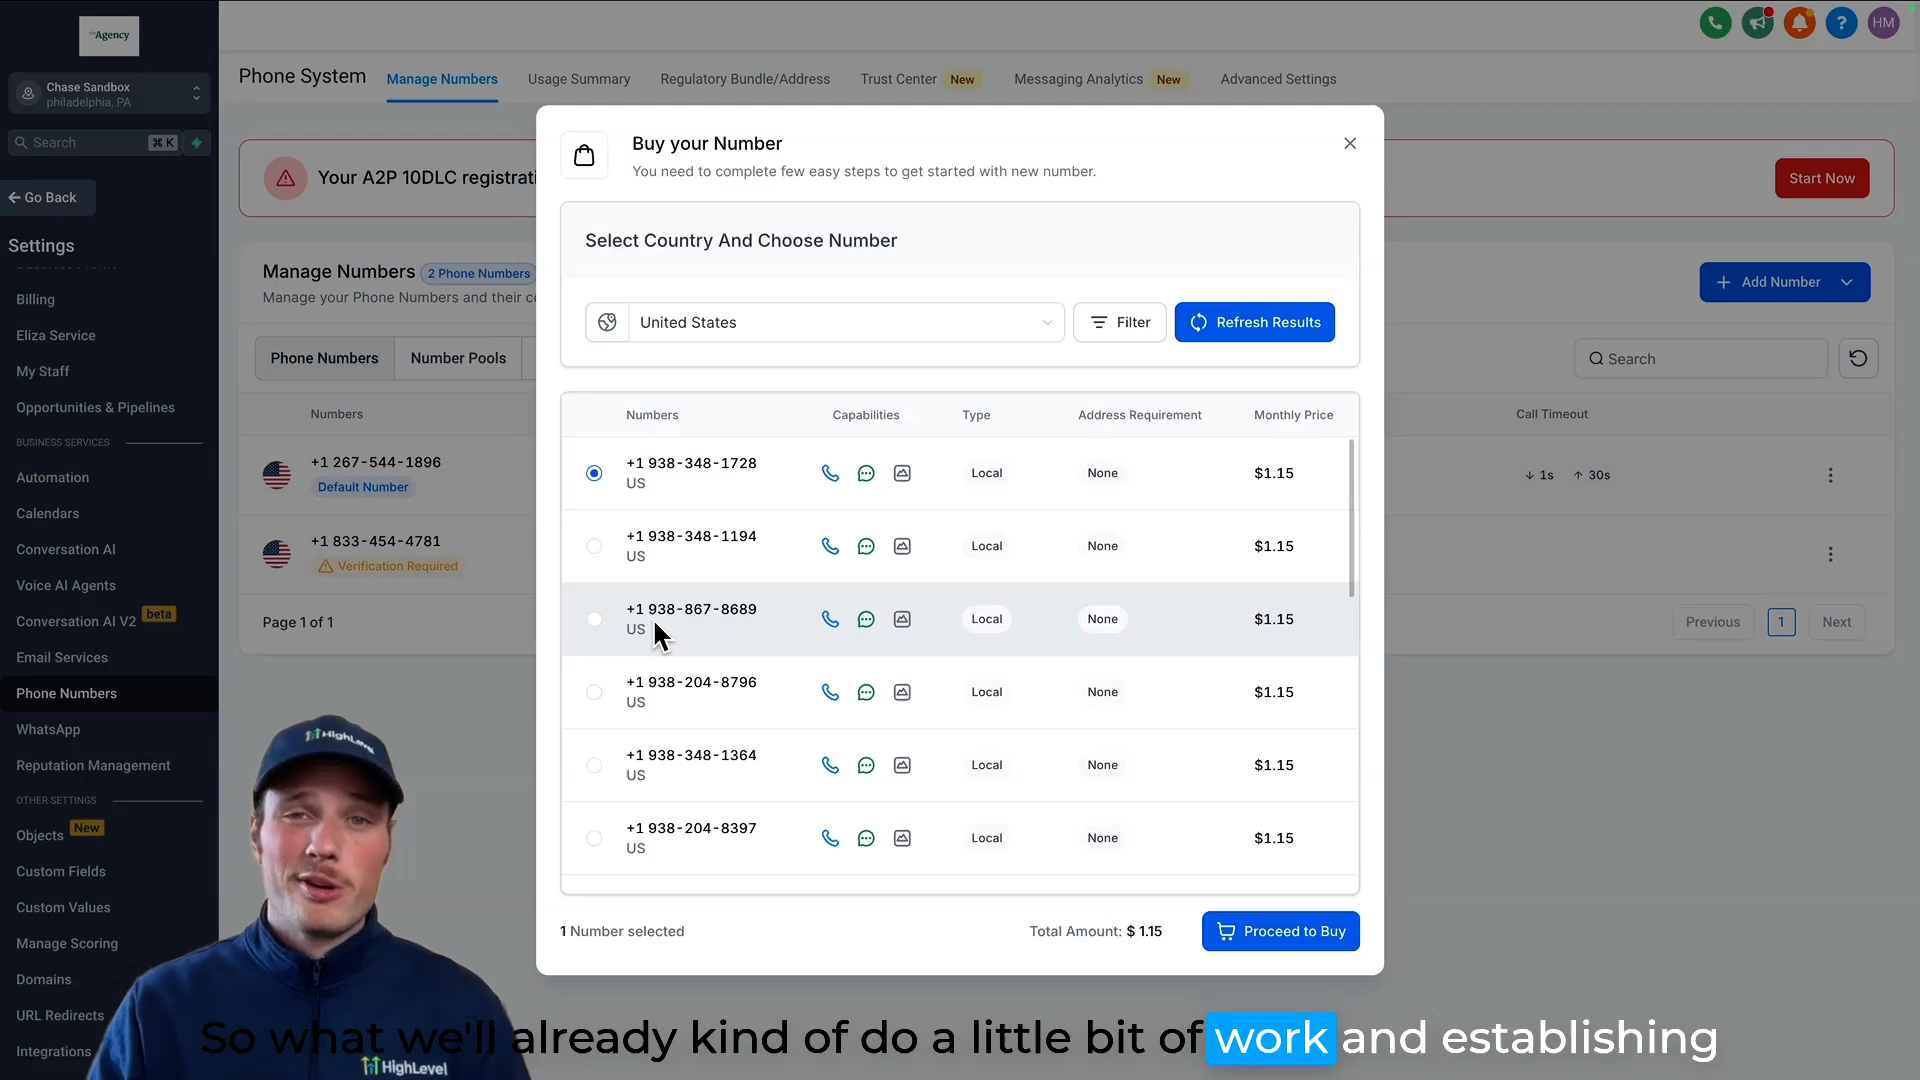 Agency
Chase Sandbox
philadelphia, PA
Search
⌘ K
Go Back
Settings
Billing
Eliza Service
My Staff
Opportunities & Pipelines
BUSINESS SERVICES
Automation
Calendars
Conversation AI
Voice AI Agents
Conversation AI V2 beta
Email Services
Phone Numbers
WhatsApp
Reputation Management
OTHER SETTINGS
Objects New
Custom Fields
Custom Values
Manage Scoring
Domains
URL Redirects
Integrations
HM
Phone System Manage Numbers Usage Summary Regulatory Bundle/Address Trust Center New Messaging Analytics New Advanced Settings
Your A2P 10DLC
Start Now
Manage Numbers 2 Phone Numbers
Manage your Phone Numbers and their
Add Number
Phone Numbers Number Pools
Search
Numbers
Call Timeout
+1 267-544-1896
Default Number
↓ 1s ↑ 30s
+1 833-454-4781
Verification Required
Page 1 of 1
Previous 1 Next
Buy your Number
You need to complete few easy steps to get started with new number.
Select Country And Choose Number
United States Filter Refresh Results
Numbers Capabilities Type Address Requirement Monthly Price
+1 938-348-1728
US
Local None $1.15
+1 938-348-1194
US
Local None $1.15
+1 938-867-8689
US
Local None $1.15
+1 938-204-8796
US
Local None $1.15
+1 938-348-1364
US
Local None $1.15
+1 938-204-8397
US
Local None $1.15
1 Number selected
Total Amount: $ 1.15
Proceed to Buy
HighLevel
So what we'll already kind of do a little bit of work and establishing
HighLevel